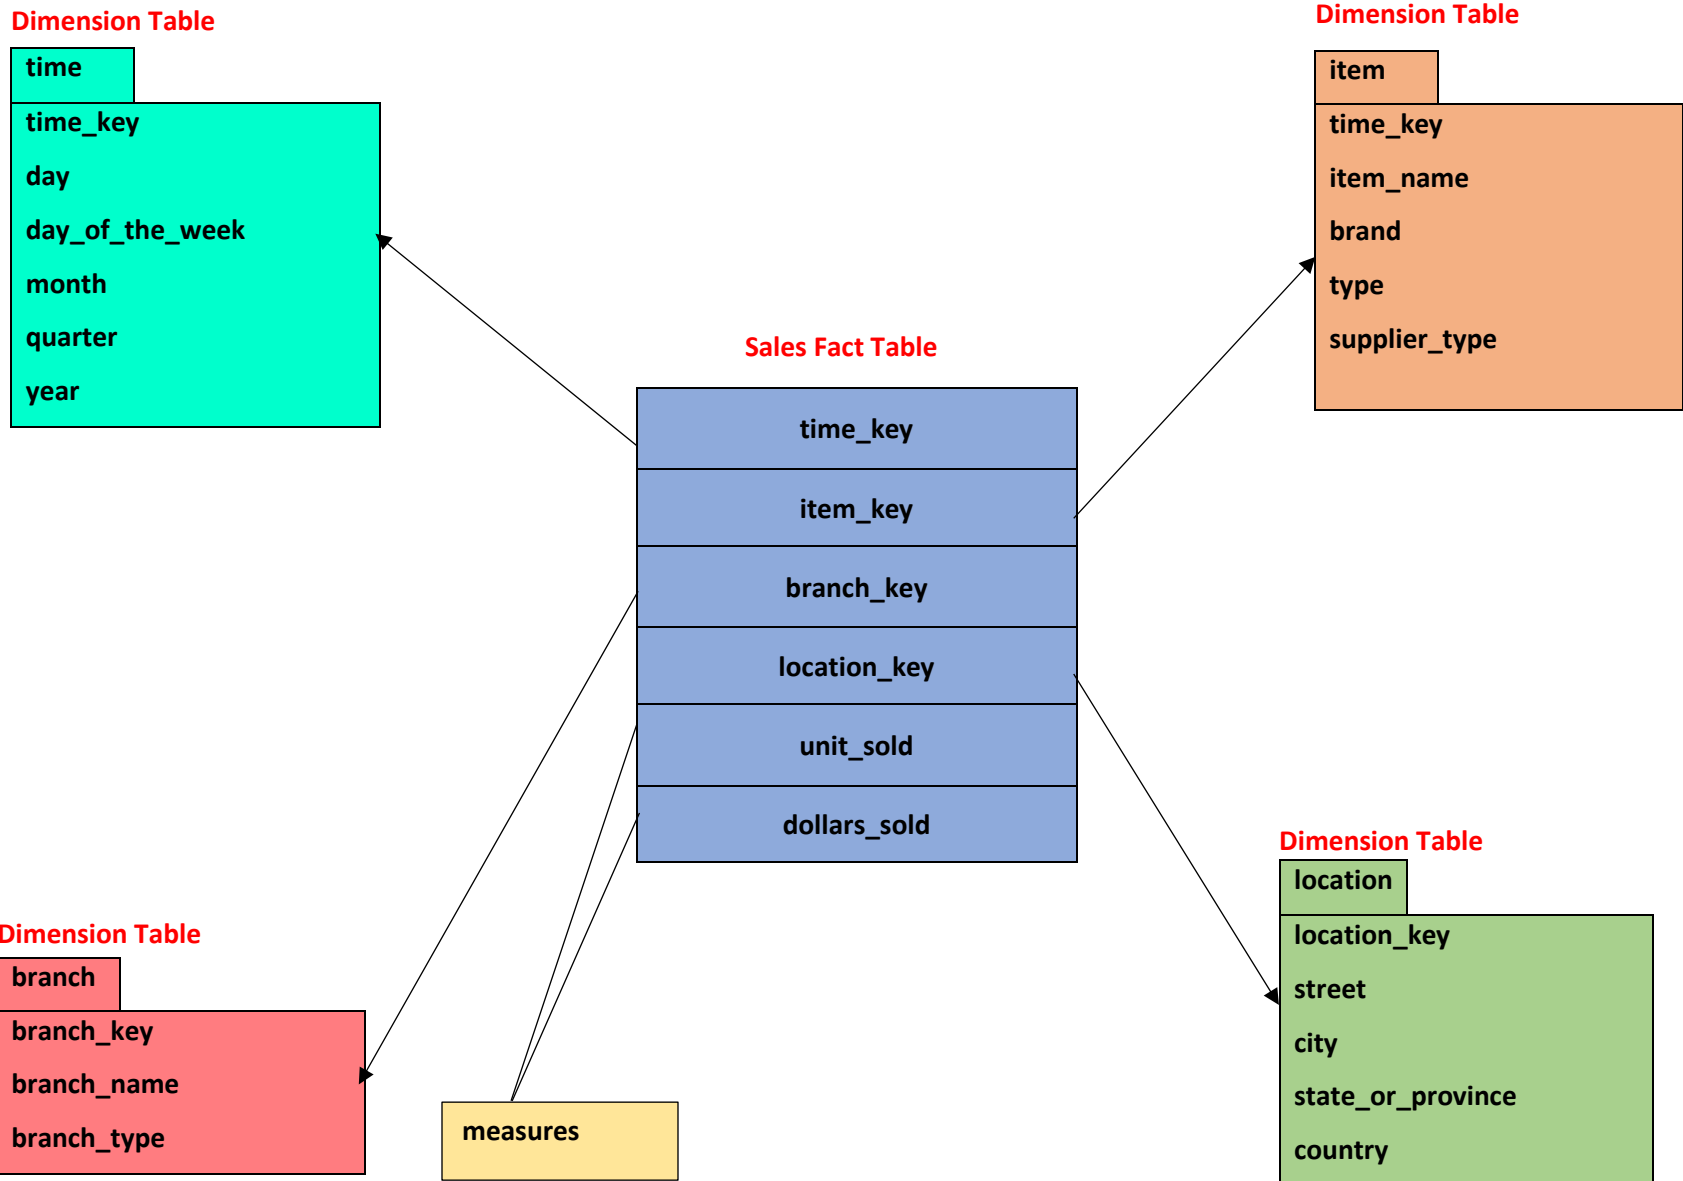 Dimension Table
time
time_key
day
day_of_the_week
month
quarter
year
Dimension Table
item
time_key
item_name
brand
type
supplier_type
Sales Fact Table
time_key
item_key
branch_key
location_key
unit_sold
dollars_sold
Dimension Table
branch
branch_key
branch_name
branch_type
measures
Dimension Table
location
location_key
street
city
state_or_province
country